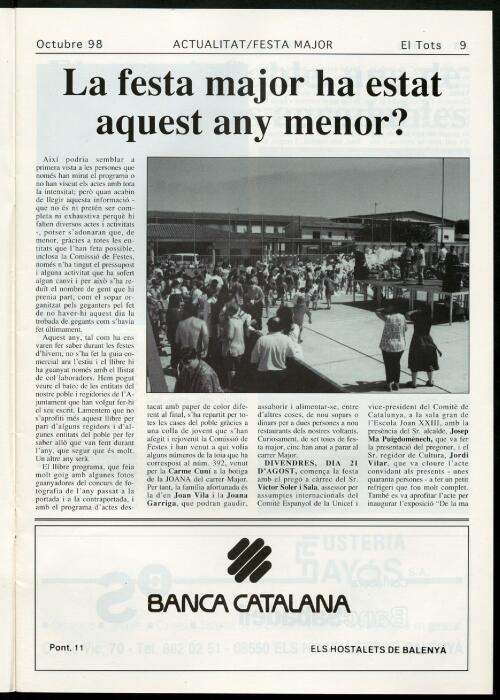 Octubre 98
ACTUALITAT/FESTA MAJOR
El Tots 9
La festa major ha estat
aquest any menor?
Així podria semblar a
primera vista a les persones que
només han mirat el programa o
no han viscut els actes amb tota
la intensitat; però quan acabin
de llegir aquesta informació -
que no és ni pretén ser com-
pleta ni exhaustiva perquè hi
falten diversos actes i activitats
-, potser s'adonaran que, de
menor, gràcies a totes les en-
titats que l'han feta possible,
inclosa la Comissió de Festes,
només n'ha tingut el pressupost
i alguna activitat que ha sofert
algun canvi i per això s'ha re-
duït el nombre de gent que hi
prenia part, com el sopar or-
ganitzat pels geganters pel fet
de no haver-hi aquest dia la
trobada de gegants com s'havia
fet últimament.
Aquest any, tal com ha ens
varen fer saber durant les festes
d'hivern, no s'ha fet la guia co-
mercial ara l'estiu i el llibre hi
ha guanyat només amb el llistat
de col·laboradors. Hem pogut
veure el batec de les entitats del
nostre poble i regidories de l'A-
juntament que han volgut fer-hi
el seu escrit. Lamentem que no
s'aprofiti més aquest llibre per
part d'alguns regidors i d'al-
gunes entitats del poble per fer
saber allò que van fent durant
l'any, que segur que és molt.
Un altre any serà.
El llibre programa, que feia
molt goig amb algunes fotos
guanyadores del concurs de fo-
tografia de l'any passat a la
portada i a la contraportada, i
amb el programa d'actes des-
tacat amb paper de color dife-
rent al final, s'ha repartit per to-
tes les cases del poble gràcies a
una colla de jovent que s'han
afegit i rejovenit la Comissió de
Festes i han venut a qui volia
alguns números de la toia que ha
correspost al núm. 392, venut
per la Carme Cumí a la botiga
de la JOANA del carrer Major.
Per tant, la família afortunada és
la d'en Joan Vila i la Joana
Garriga, que podran gaudir,
assaborir i alimentar-se, entre
d'altres coses, de nou sopars o
dinars per a dues persones a nou
restaurants dels nostres voltants.
Curiosament, de set toies de fes-
ta major, cinc han anat a parar al
carrer Major.
DIVENDRES, DIA 21
D'AGOST, comença la festa
amb el pregó a càrrec del Sr.
Víctor Soler i Sala, assessor per
assumptes internacionals del
Comitè Espanyol de la Unicef i
vice-president del Comitè de
Catalunya, a la sala gran de
l'Escola Joan XXIII, amb la
presència del Sr. alcalde, Josep
Ma Puigdomènech, que va fer
la presentació del pregoner, i el
Sr. regidor de Cultura, Jordi
Vilar, que va cloure l'acte
convidant als presents - unes
quaranta persones - a fer un petit
refrigeri que fou molt complet.
També es va aprofitar l'acte per
inaugurar l'exposició "De la ma
BANCA CATALANA
Pont, 11
ELS HOSTALETS DE BALENYÀ